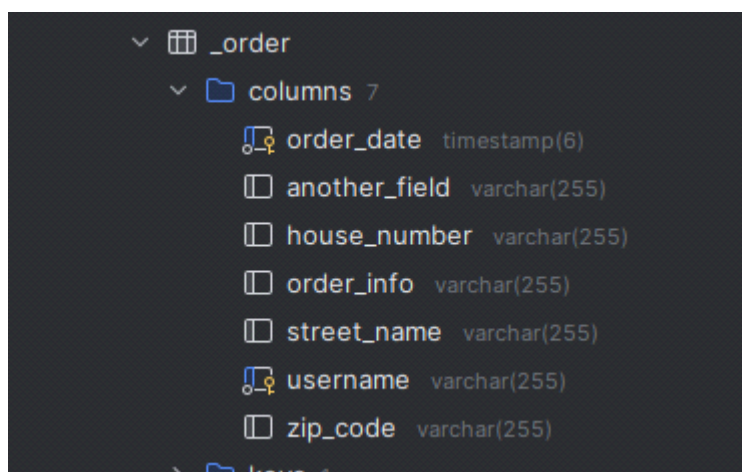 _order
columns 7
order_date timestamp(6)
another_field varchar(255)
house_number varchar(255)
order_info varchar(255)
street_name varchar(255)
username varchar(255)
zip_code varchar(255)